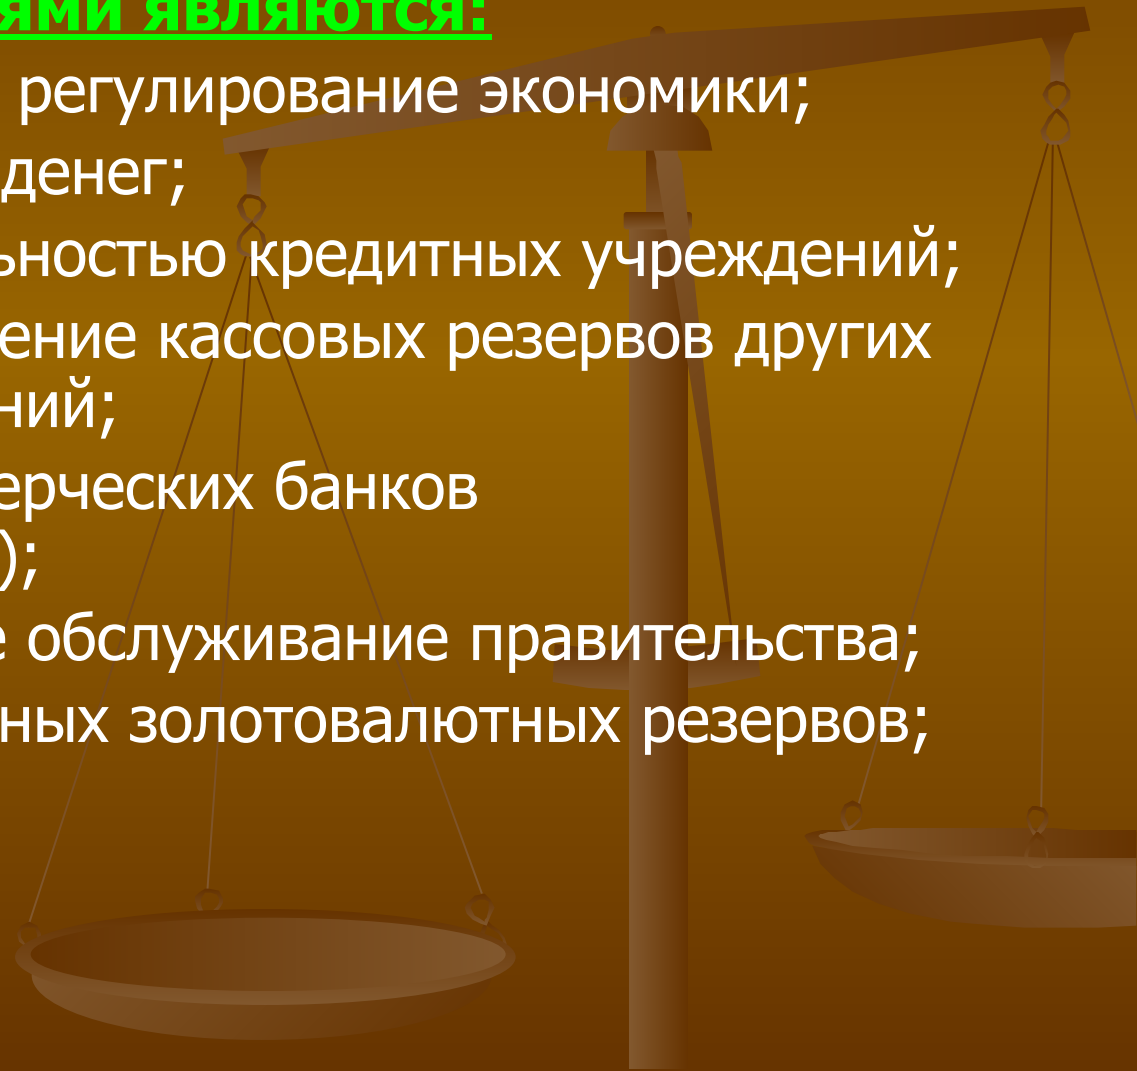 ями являются:
регулирование экономики;
денег;
ьностью кредитных учреждений;
ение кассовых резервов других
ний;
ерческих банков
);
е обслуживание правительства;
ных золотовалютных резервов;